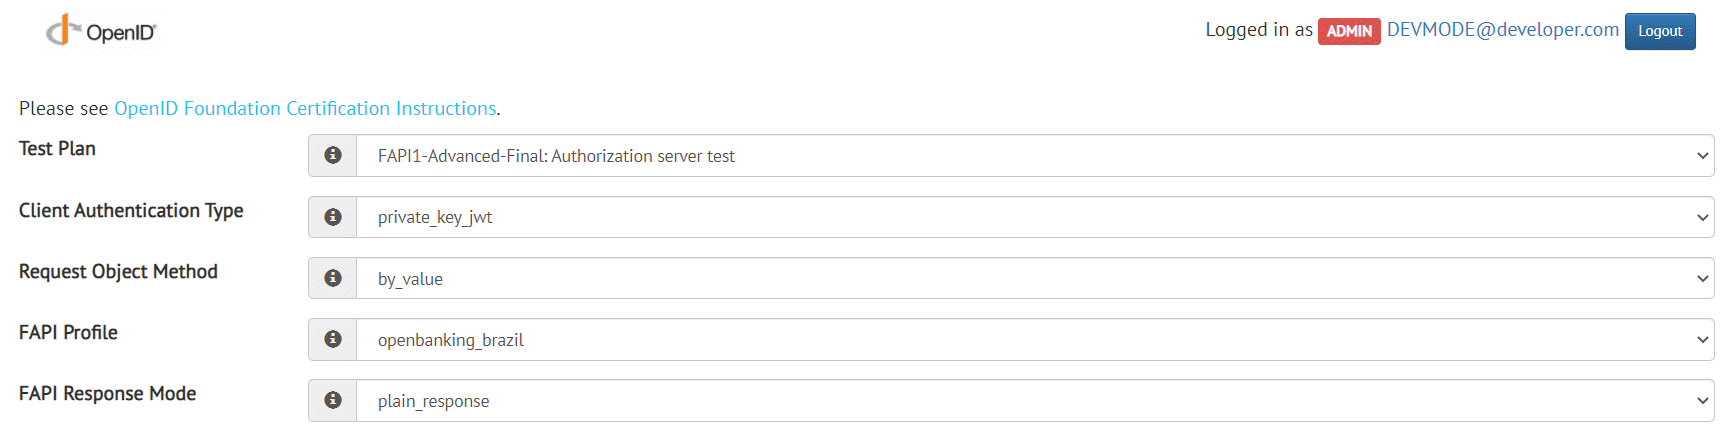 OpenID®
Logged in as ADMIN DEVMODE@developer.com Logout
Please see OpenID Foundation Certification Instructions.
Test Plan FAPI1-Advanced-Final: Authorization server test
Client Authentication Type private_key_jwt
Request Object Method by_value
FAPI Profile openbanking_brazil
FAPI Response Mode plain_response